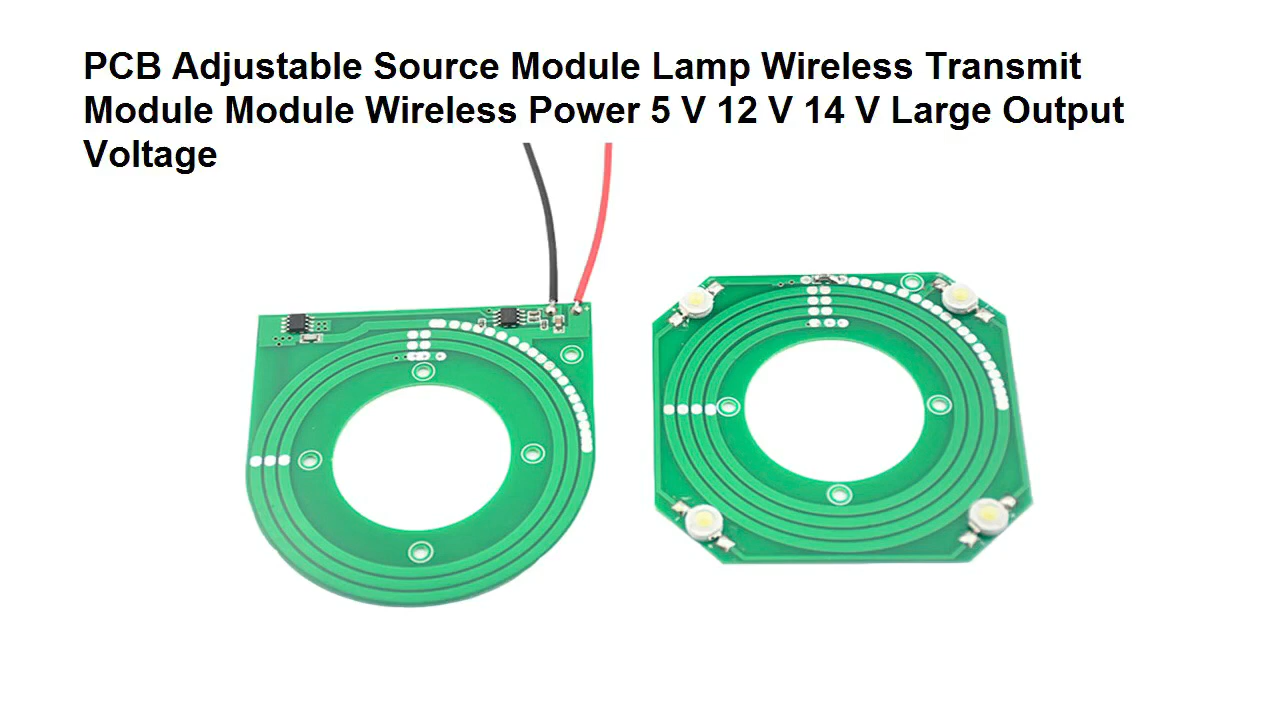 PCB Adjustable Source Module Lamp Wireless Transmit
Module Module Wireless Power 5 V 12 V 14 V Large Output
Voltage